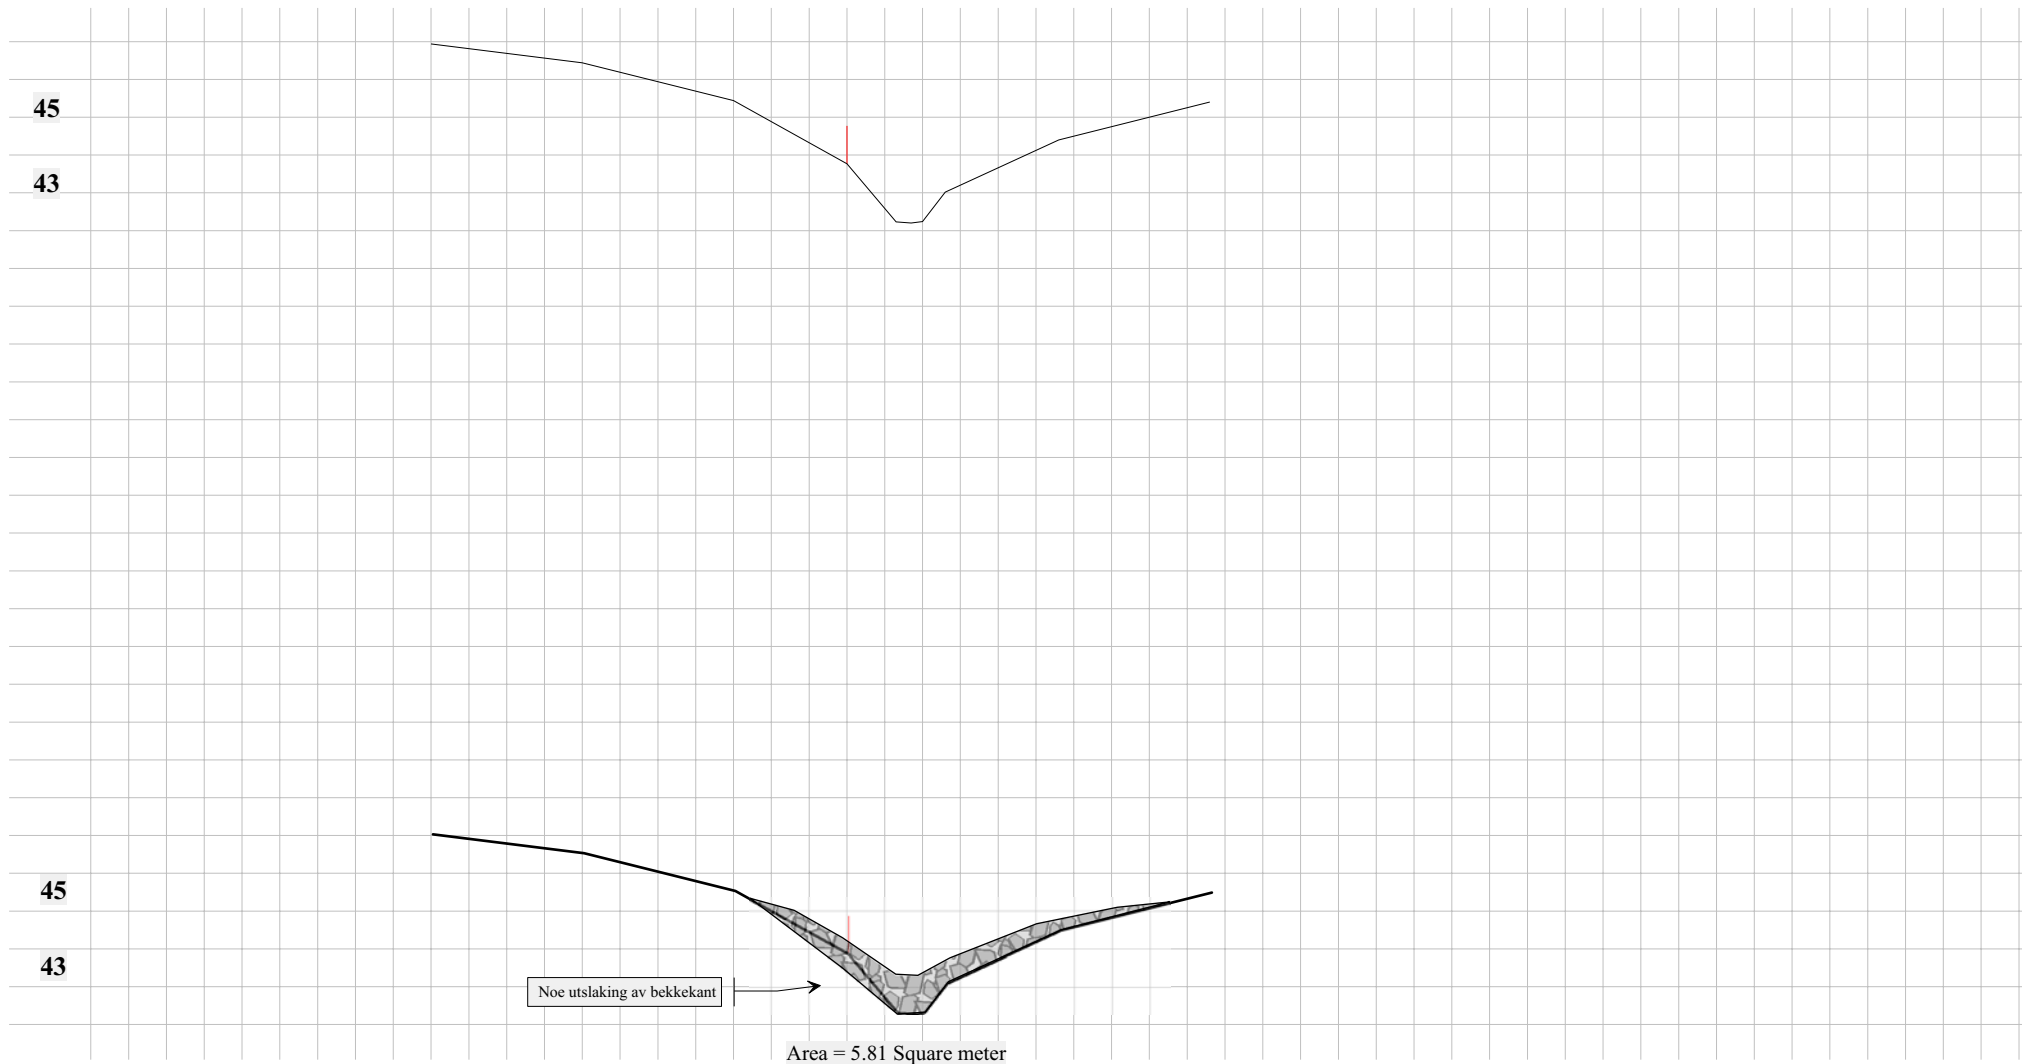 45
43
45
43
Noe utslaking av bekkekant
Area = 5.81 Square meter